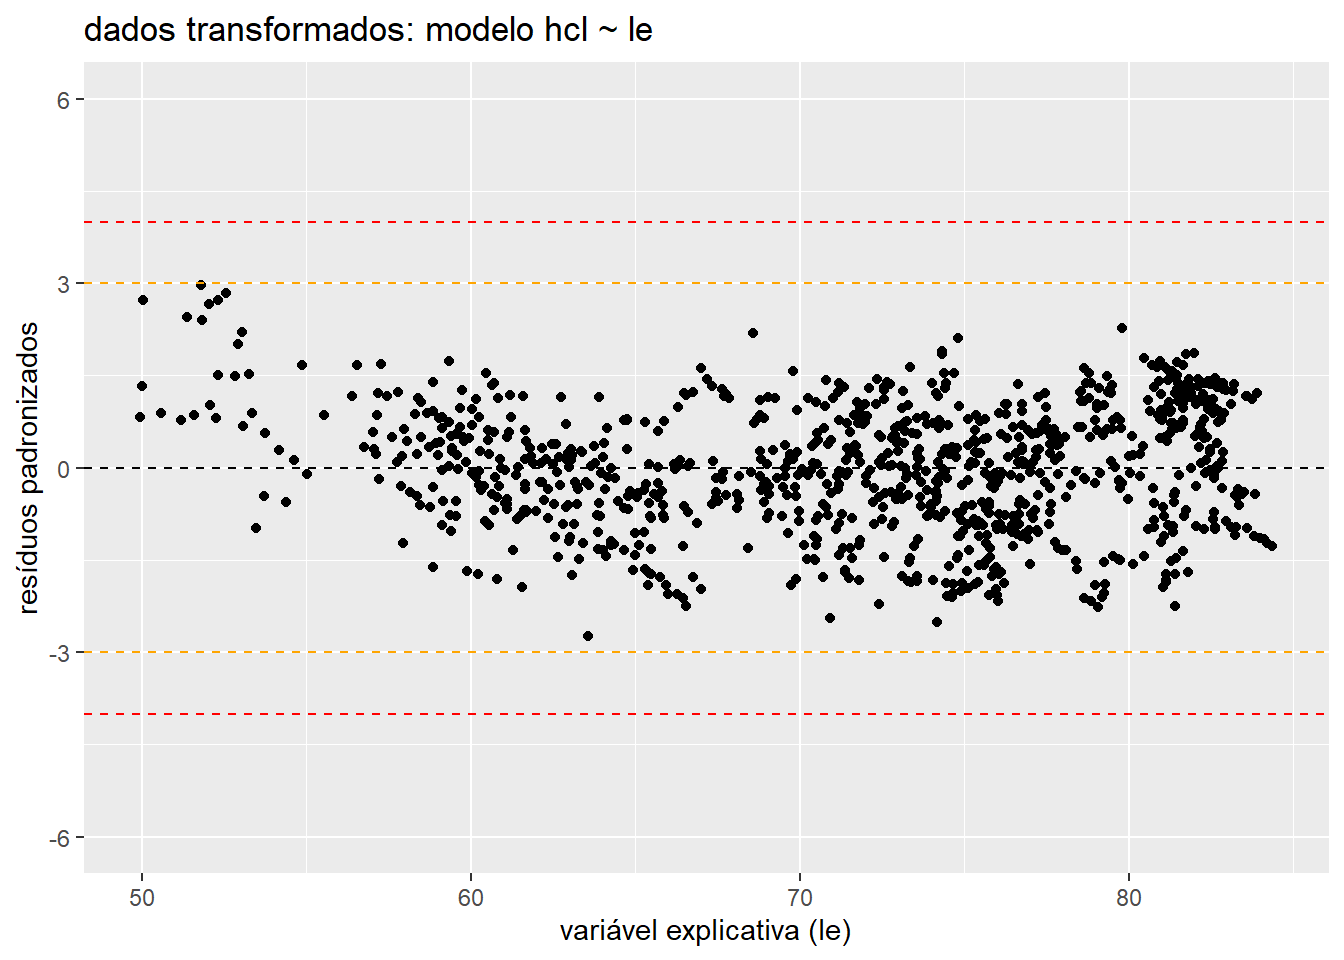 dados transformados: modelo hcl ~ le
6
3
0
-3
-6
resíduos padronizados
50 60 70 80
variável explicativa (le)